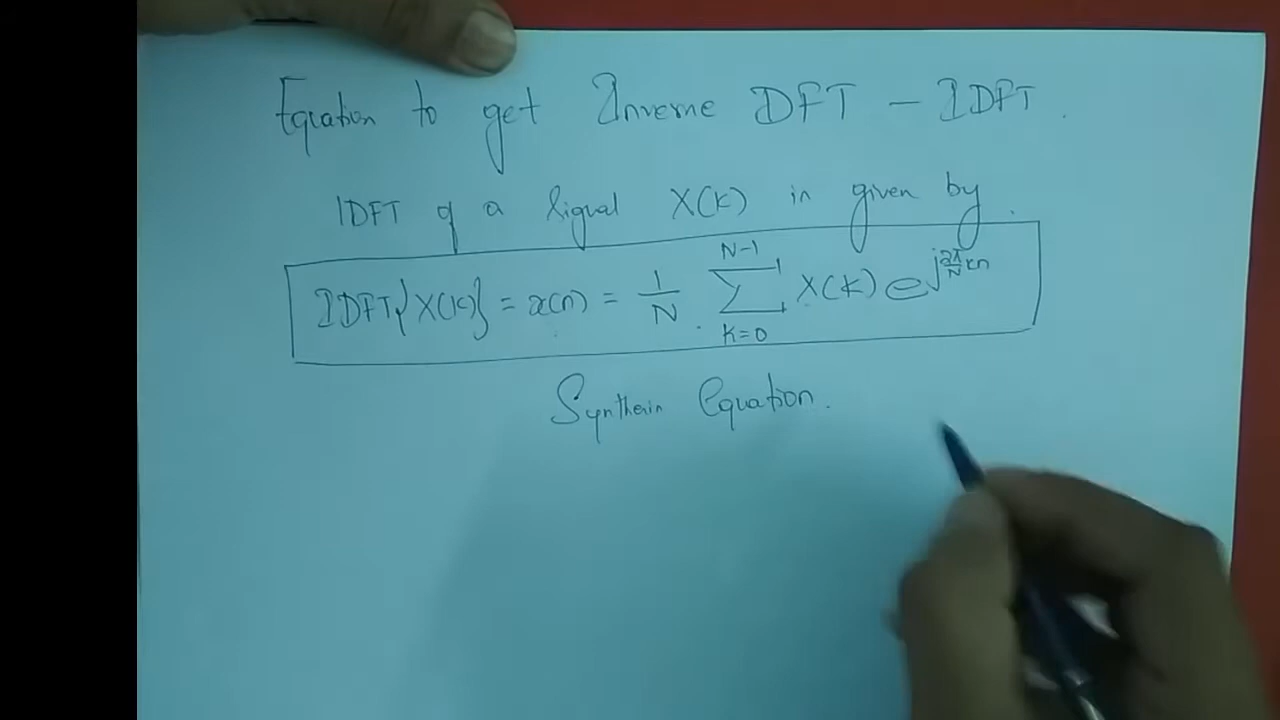 Equation to get Inverse DFT - IDFT.
IDFT of a signal X(K) is given by.
IDFT{X(K)} = x(n) = 1/N ∑_{K=0}^{N-1} X(K) e^{j2π/N Kn}
Synthesis Equation.